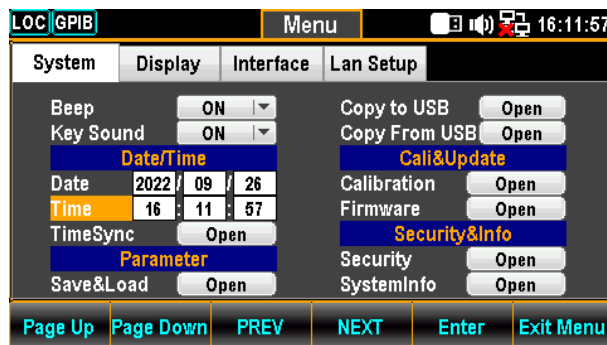 LOC GPIB Menu 16:11:57
System Display Interface Lan Setup
Beep ON
Key Sound ON
Date/Time
Date 2022 / 09 / 26
Time 16 : 11 : 57
TimeSync Open
Parameter
Save&Load Open
Copy to USB Open
Copy From USB Open
Cali&Update
Calibration Open
Firmware Open
Security&Info
Security Open
SystemInfo Open
Page Up Page Down PREV NEXT Enter Exit Menu